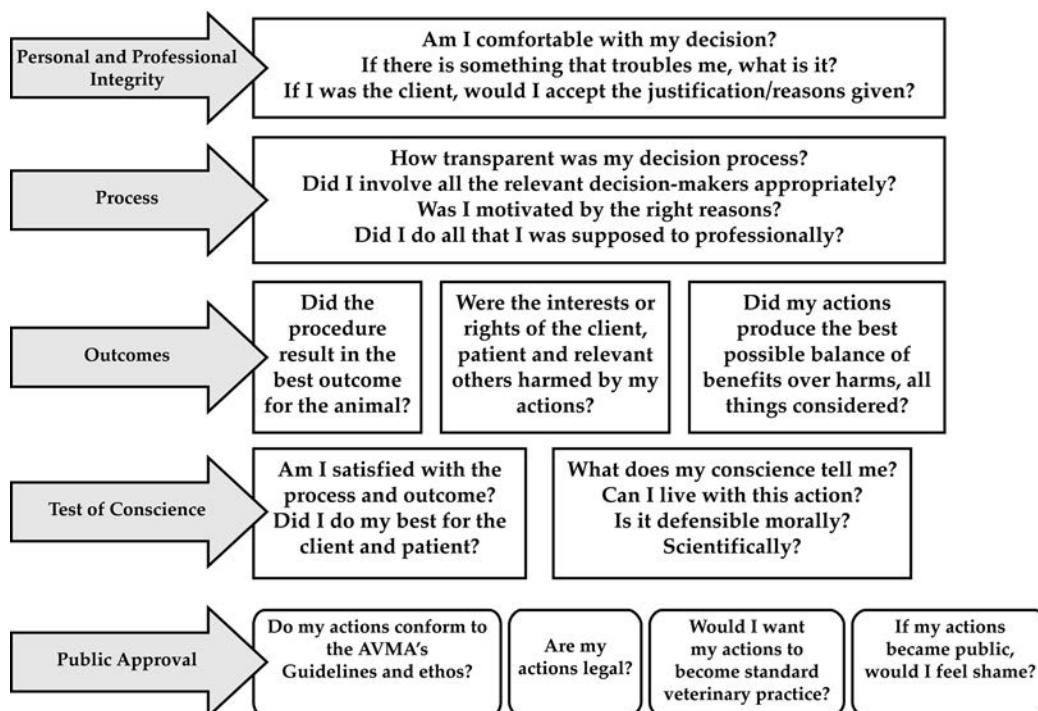 Personal and Professional
Integrity
Am I comfortable with my decision?
If there is something that troubles me, what is it?
If I was the client, would I accept the justification/reasons given?
Process
How transparent was my decision process?
Did I involve all the relevant decision-makers appropriately?
Was I motivated by the right reasons?
Did I do all that I was supposed to professionally?
Outcomes
Did the
procedure
result in the
best outcome
for the animal?
Were the interests or
rights of the client,
patient and relevant
others harmed by my
actions?
Did my actions
produce the best
possible balance of
benefits over harms, all
things considered?
Test of Conscience
Am I satisfied with the
process and outcome?
Did I do my best for the
client and patient?
What does my conscience tell me?
Can I live with this action?
Is it defensible morally?
Scientifically?
Public Approval
Do my actions conform to
the AVMA's
Guidelines and ethos?
Are my
actions legal?
Would I want
my actions to
become standard
veterinary practice?
If my actions
became public,
would I feel shame?